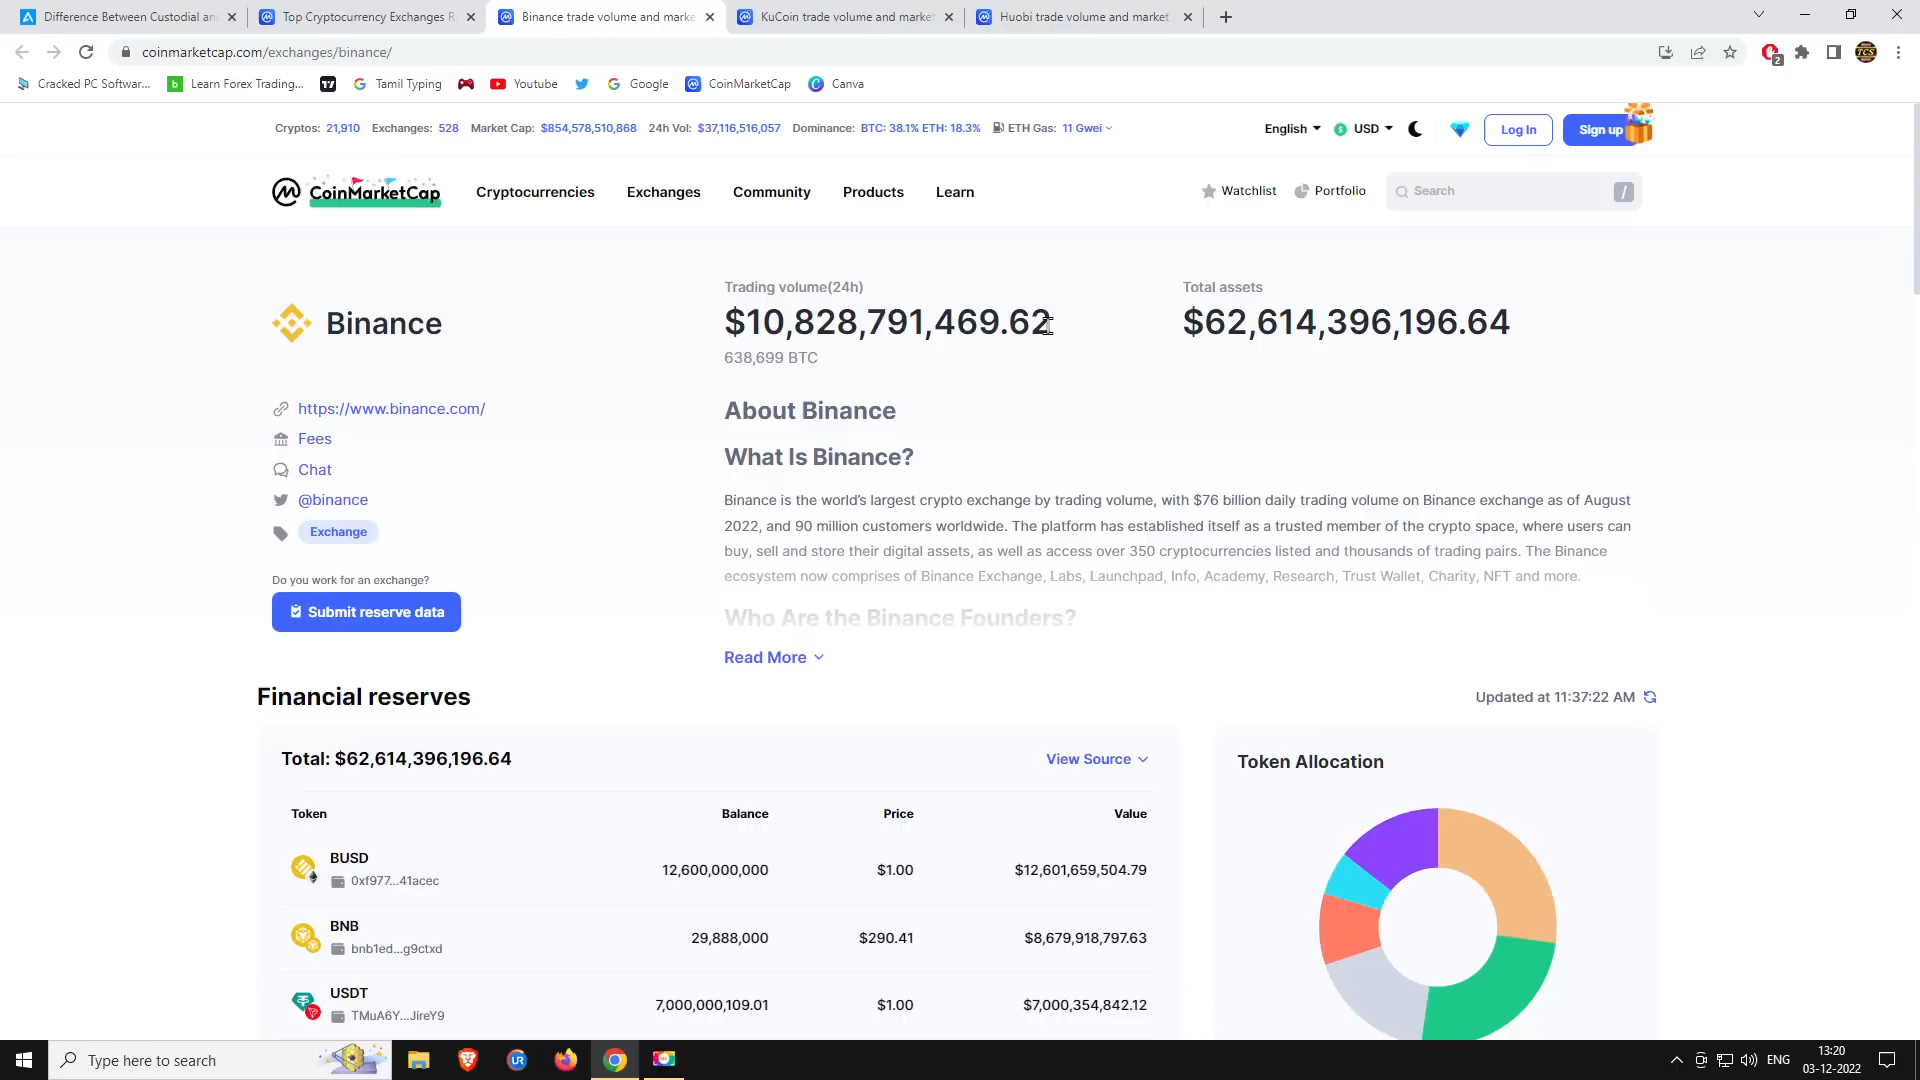 Difference Between Custodial an
Top Cryptocurrency Exchanges R
Binance trade volume and marke
KuCoin trade volume and market
Huobi trade volume and market
coinmarketcap.com/exchanges/binance/
2
TCS
Cracked PC Softwar...
Learn Forex Trading...
Tamil Typing
Youtube
Google
CoinMarketCap
Canva
Cryptos: 21,910 Exchanges: 528 Market Cap: $854,578,510,868 24h Vol: $37,116,516,057 Dominance: BTC: 38.1% ETH: 18.3% ETH Gas: 11 Gwei
English
USD
Log In
Sign up
CoinMarketCap
Cryptocurrencies
Exchanges
Community
Products
Learn
Watchlist
Portfolio
Search
/
Binance
Trading volume(24h)
$10,828,791,469.62
638,699 BTC
Total assets
$62,614,396,196.64
https://www.binance.com/
Fees
Chat
@binance
Exchange
Do you work for an exchange?
Submit reserve data
About Binance
What Is Binance?
Binance is the world's largest crypto exchange by trading volume, with $76 billion daily trading volume on Binance exchange as of August
2022, and 90 million customers worldwide. The platform has established itself as a trusted member of the crypto space, where users can
buy, sell and store their digital assets, as well as access over 350 cryptocurrencies listed and thousands of trading pairs. The Binance
ecosystem now comprises of Binance Exchange, Labs, Launchpad, Info, Academy, Research, Trust Wallet, Charity, NFT and more.
Who Are the Binance Founders?
Read More
Financial reserves
Updated at 11:37:22 AM
Total: $62,614,396,196.64
View Source
Token Balance Price Value
BUSD
0xf977...41acec
12,600,000,000 $1.00 $12,601,659,504.79
BNB
bnb1ed...g9ctxd
29,888,000 $290.41 $8,679,918,797.63
USDT
TMuA6Y...JireY9
7,000,000,109.01 $1.00 $7,000,354,842.12
Token Allocation
Type here to search
UR
ENG
13:20
03-12-2022